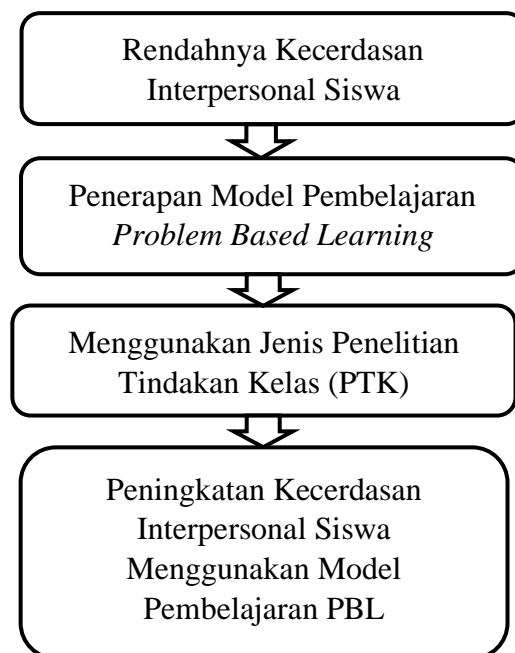 Rendahnya Kecerdasan
Interpersonal Siswa
Penerapan Model Pembelajaran
Problem Based Learning
Menggunakan Jenis Penelitian
Tindakan Kelas (PTK)
Peningkatan Kecerdasan
Interpersonal Siswa
Menggunakan Model
Pembelajaran PBL